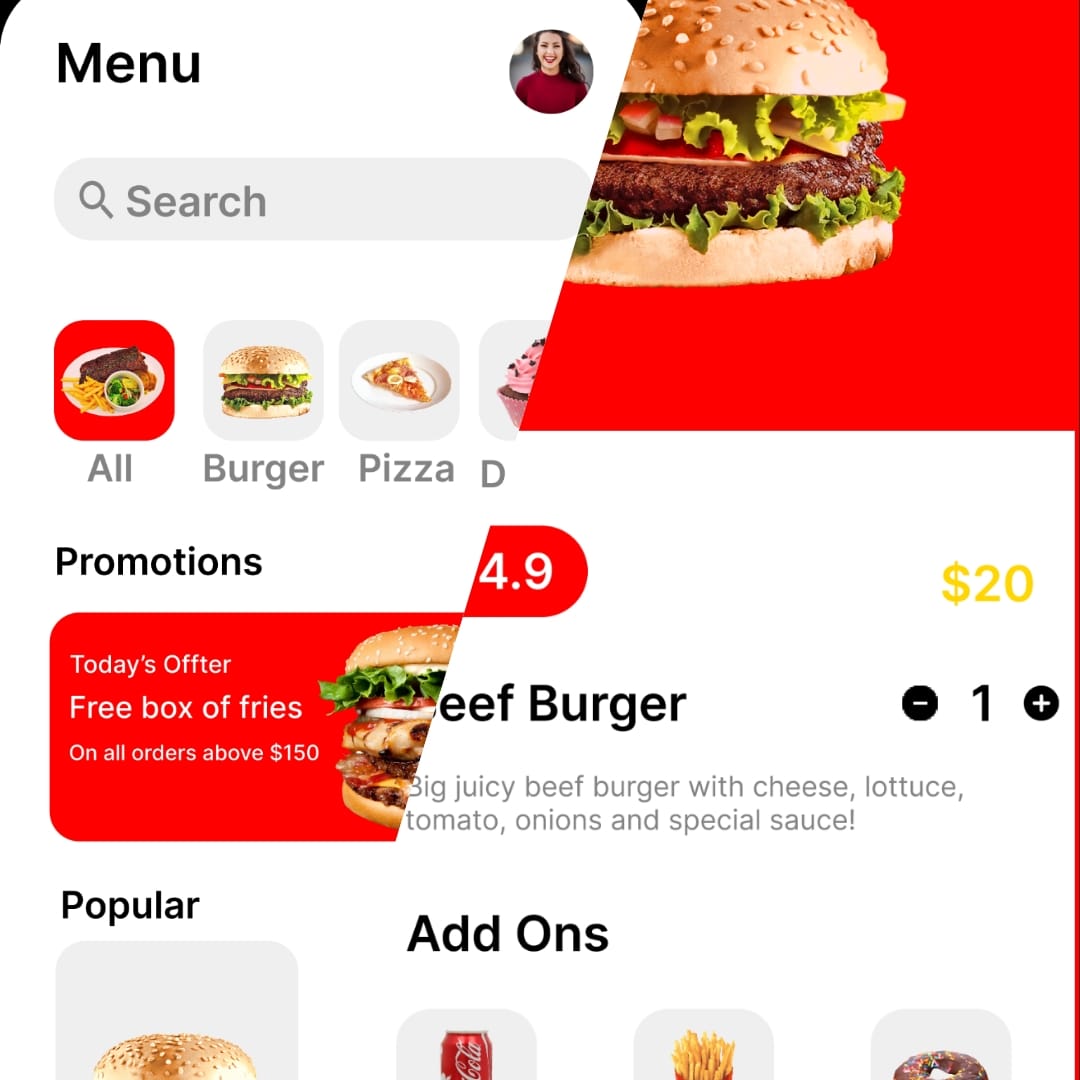 Menu
Search
All
Burger
Pizza
D
Promotions
4.9
$20
Today's Offter
Free box of fries
On all orders above $150
eef Burger
1
Big juicy beef burger with cheese, lottuce,
tomato, onions and special sauce!
Popular
Add Ons
Cola